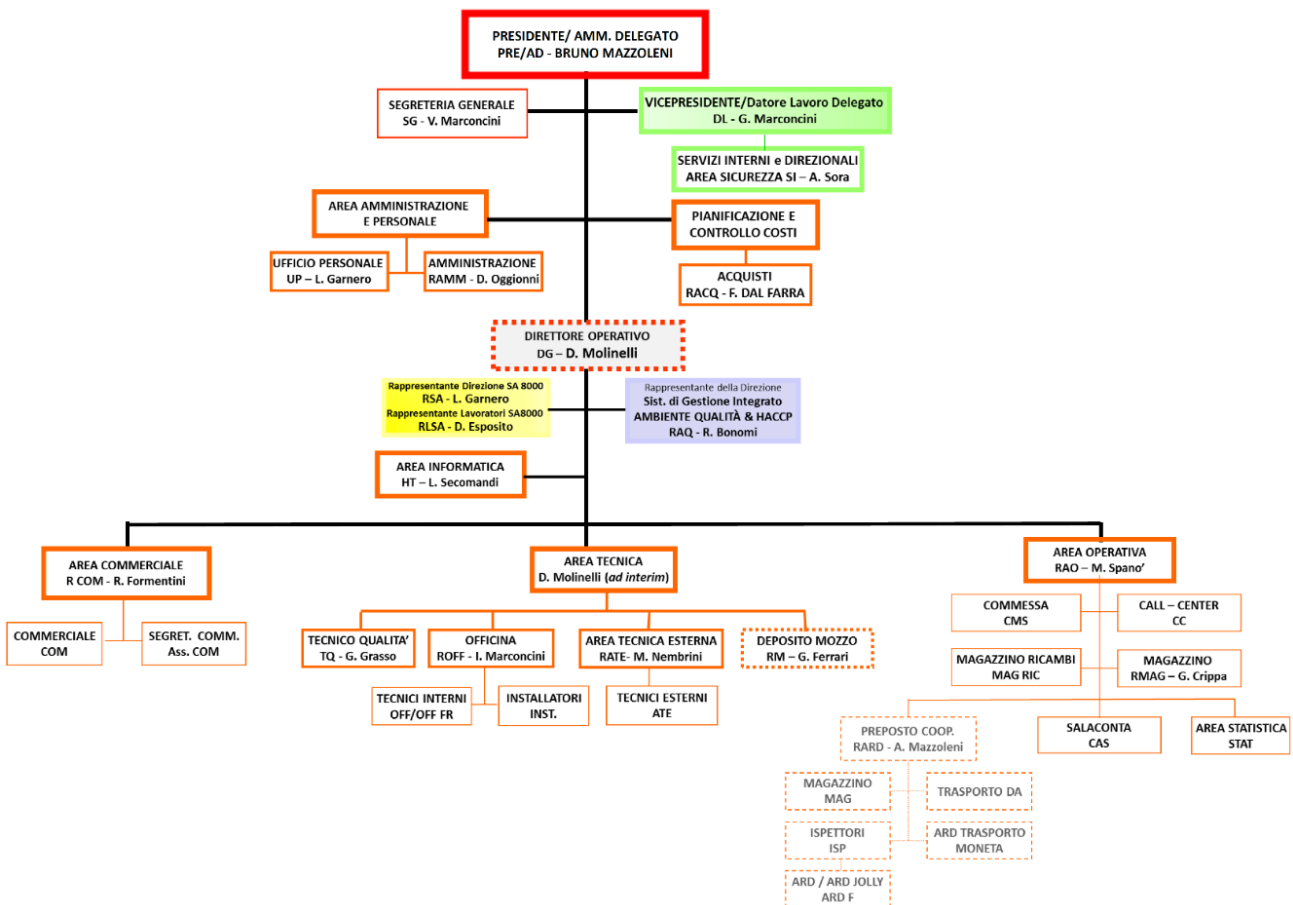 PRESIDENTE/ AMM. DELEGATO
PRE/AD - BRUNO MAZZOLENI
SEGRETERIA GENERALE
SG - V. Marconcini
VICEPRESIDENTE/Datore Lavoro Delegato
DL - G. Marconcini
SERVIZI INTERNI e DIREZIONALI
AREA SICUREZZA SI – A. Sora
AREA AMMINISTRAZIONE
E PERSONALE
PIANIFICAZIONE E
CONTROLLO COSTI
UFFICIO PERSONALE
UP – L. Garnero
AMMINISTRAZIONE
RAMM - D. Oggionni
ACQUISTI
RACQ - F. DAL FARRA
DIRETTORE OPERATIVO
DG – D. Molinelli
Rappresentante Direzione SA 8000
RSA - L. Garnero
Rappresentante Lavoratori SA8000
RLSA - D. Esposito
Rappresentante della Direzione
Sist. di Gestione Integrato
AMBIENTE QUALITÀ & HACCP
RAQ - R. Bonomi
AREA INFORMATICA
HT – L. Secomandi
AREA COMMERCIALE
R COM - R. Formentini
AREA TECNICA
D. Molinelli (ad interim)
AREA OPERATIVA
RAO – M. Spano’
COMMERCIALE
COM
SEGRET. COMM.
Ass. COM
TECNICO QUALITA’
TQ - G. Grasso
OFFICINA
ROFF - I. Marconcini
AREA TECNICA ESTERNA
RATE- M. Nembrini
DEPOSITO MOZZO
RM – G. Ferrari
TECNICI INTERNI
OFF/OFF FR
INSTALLATORI
INST.
TECNICI ESTERNI
ATE
COMMESSA
CMS
CALL – CENTER
CC
MAGAZZINO RICAMBI
MAG RIC
MAGAZZINO
RMAG – G. Crippa
PREPOSTO COOP.
RARD - A. Mazzoleni
SALACONTA
CAS
AREA STATISTICA
STAT
MAGAZZINO
MAG
TRASPORTO DA
ISPETTORI
ISP
ARD TRASPORTO
MONETA
ARD / ARD JOLLY
ARD F